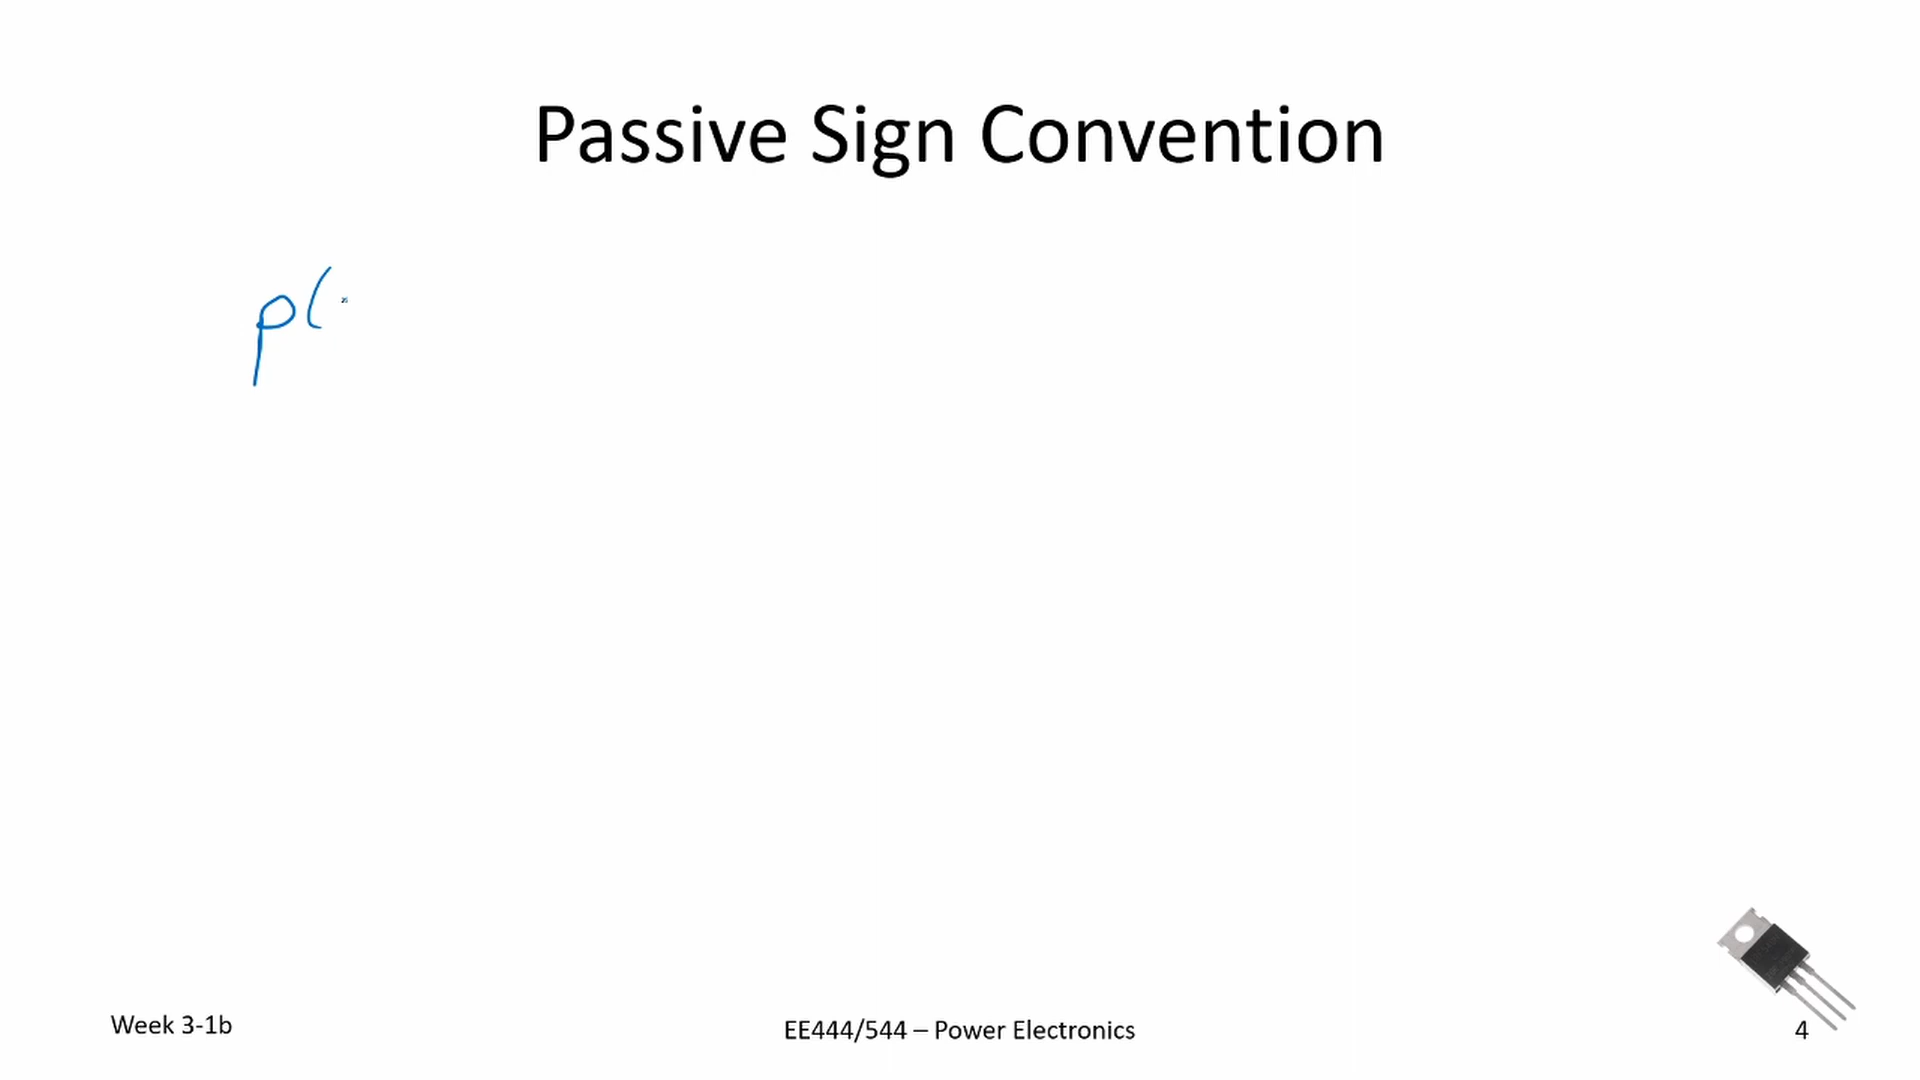 Passive Sign Convention
p(
Week 3-1b
EE444/544 – Power Electronics
4